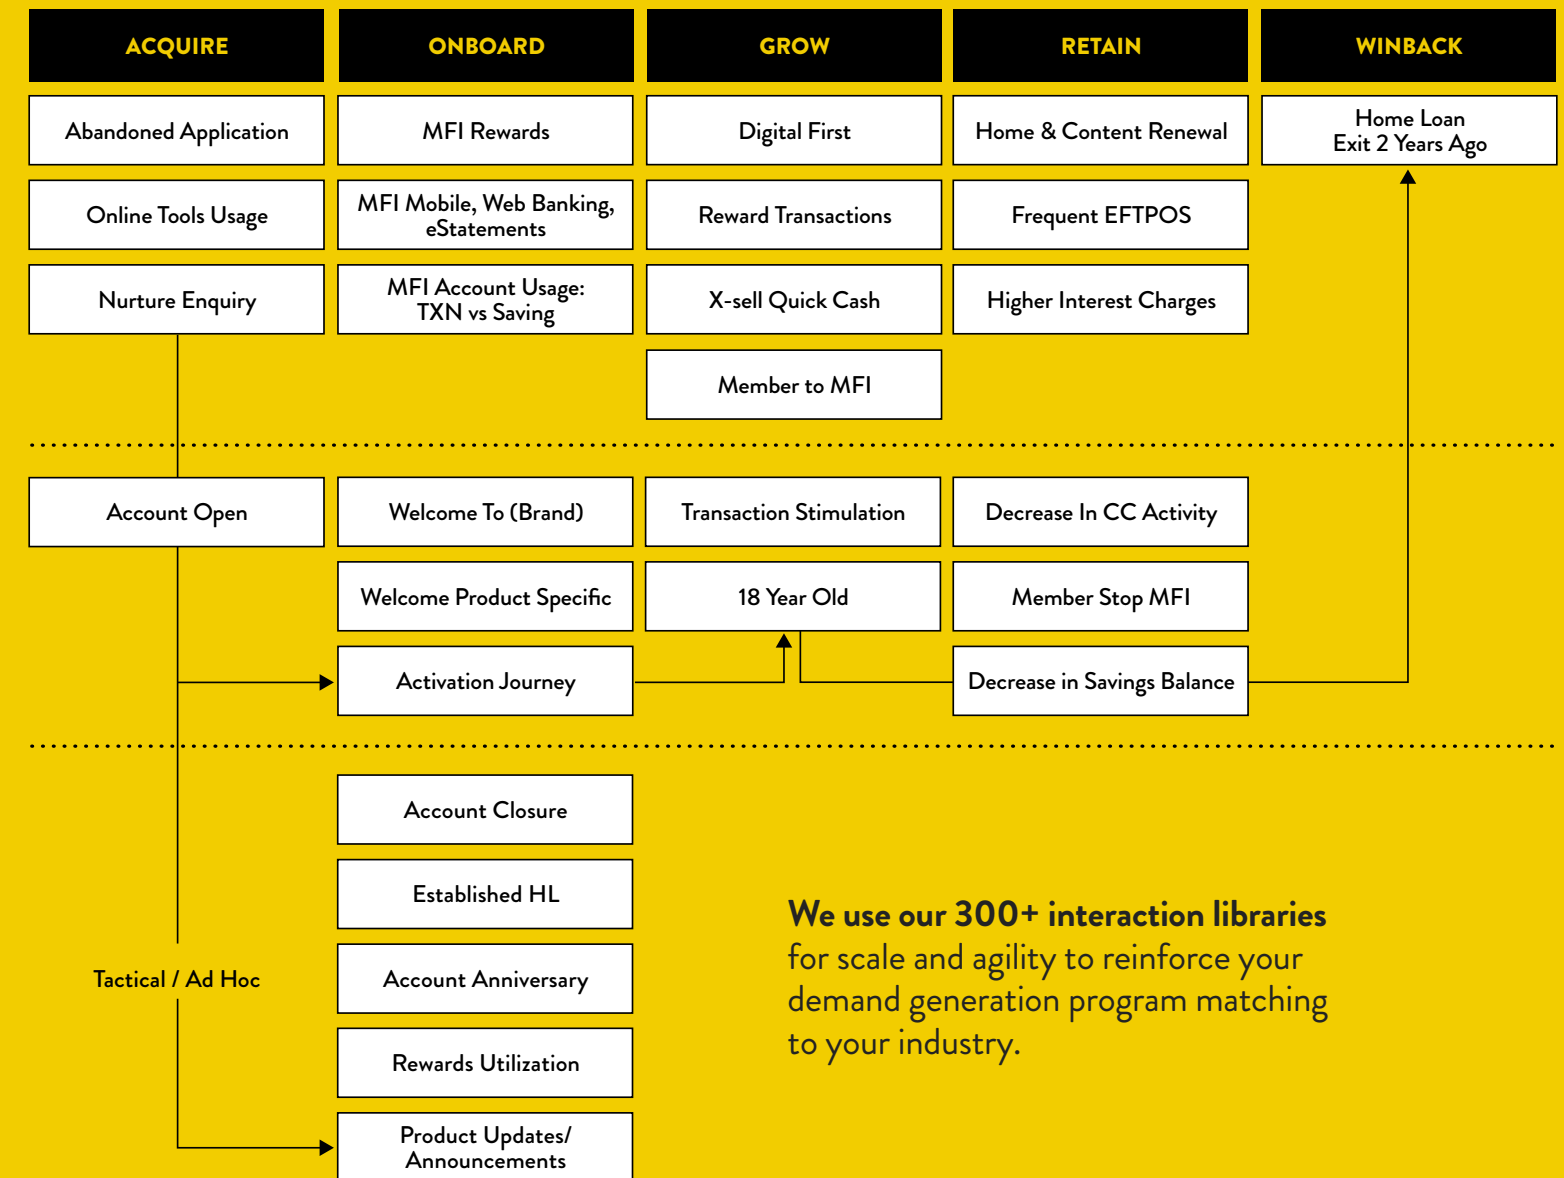 ACQUIRE
ONBOARD
GROW
RETAIN
WINBACK
Abandoned Application
MFI Rewards
Digital First
Home & Content Renewal
Home Loan
Exit 2 Years Ago
Online Tools Usage
MFI Mobile, Web Banking,
eStatements
Reward Transactions
Frequent EFTPOS
Nurture Enquiry
MFI Account Usage:
TXN vs Saving
X-sell Quick Cash
Higher Interest Charges
Member to MFI
Account Open
Welcome To (Brand)
Transaction Stimulation
Decrease In CC Activity
Welcome Product Specific
18 Year Old
Member Stop MFI
Activation Journey
Decrease in Savings Balance
Account Closure
Established HL
Tactical / Ad Hoc
Account Anniversary
Rewards Utilization
Product Updates/
Announcements
We use our 300+ interaction libraries
for scale and agility to reinforce your
demand generation program matching
to your industry.